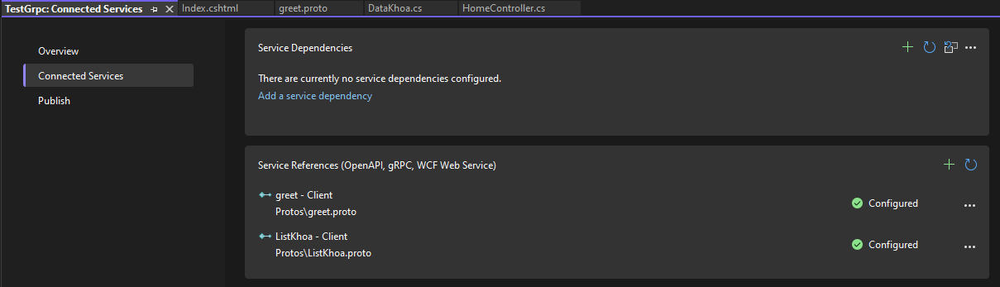 TestGrpc: Connected Services
Index.cshtml
greet.proto
DataKhoa.cs
HomeController.cs
Overview
Connected Services
Publish
Service Dependencies
There are currently no service dependencies configured.
Add a service dependency
Service References (OpenAPI, gRPC, WCF Web Service)
greet - Client
Protos\greet.proto
Configured
ListKhoa - Client
Protos\ListKhoa.proto
Configured